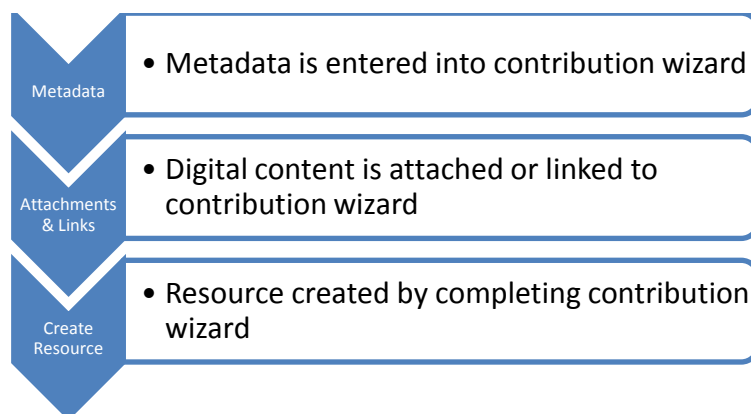 Metadata
• Metadata is entered into contribution wizard
Attachments
& Links
• Digital content is attached or linked to
contribution wizard
Create
Resource
• Resource created by completing contribution
wizard